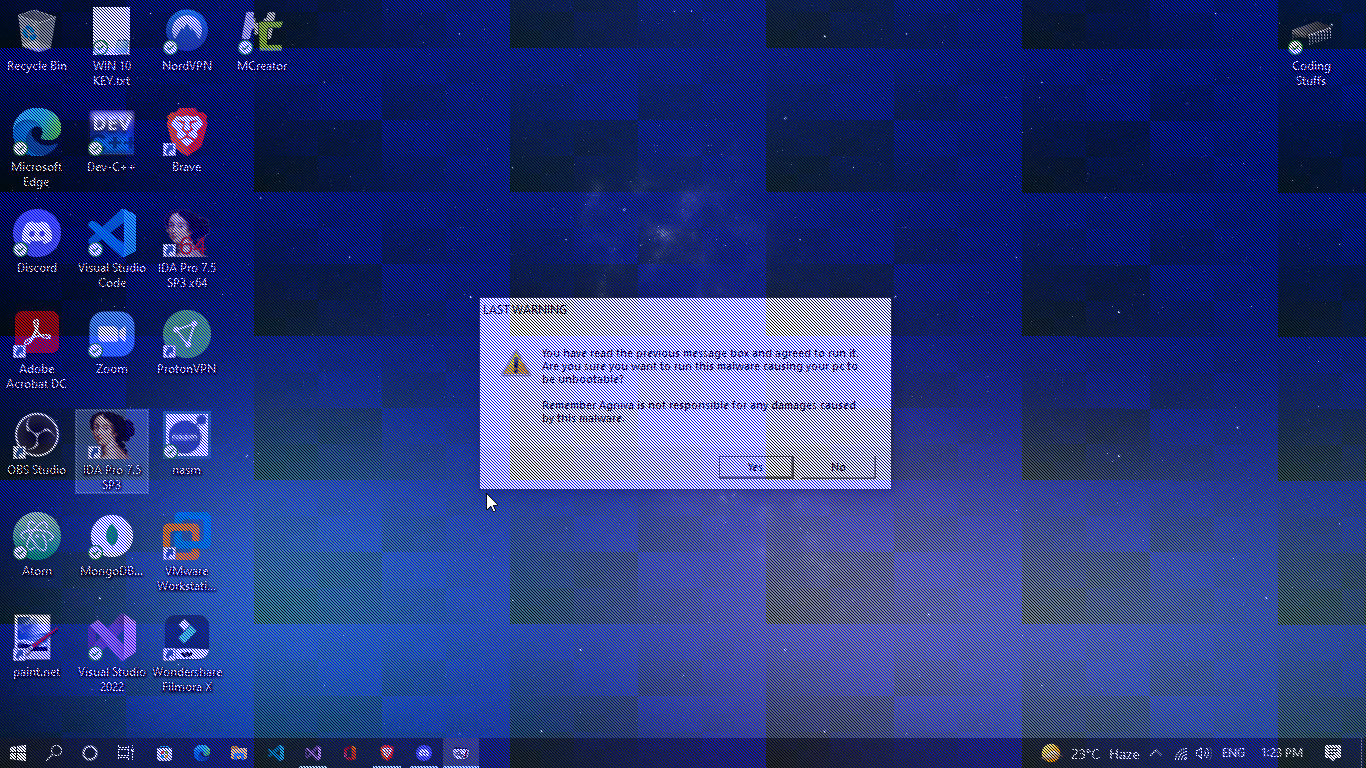 Recycle Bin
WIN 10
KEY.txt
NordVPN
MCreator
Coding
Stuffs
Microsoft
Edge
DEV
Dev-C++
Brave
Discord
Visual Studio
Code
64
IDA Pro 7.5
SP3 x64
Adobe
Acrobat DC
zoom
Zoom
ProtonVPN
OBS Studio
IDA Pro 7.5
SP3
nasm
Atom
MongoDB...
VMware
Workstati...
paint.net
Visual Studio
2022
Wondershare
Filmora X
LAST WARNING
You have read the previous message box and agreed to run it.
Are you sure you want to run this malware causing your pc to
be unbootable?
Remember Agniva is not responsible for any damages caused
by this malware.
Yes
No
23°C Haze
ENG
1:23 PM